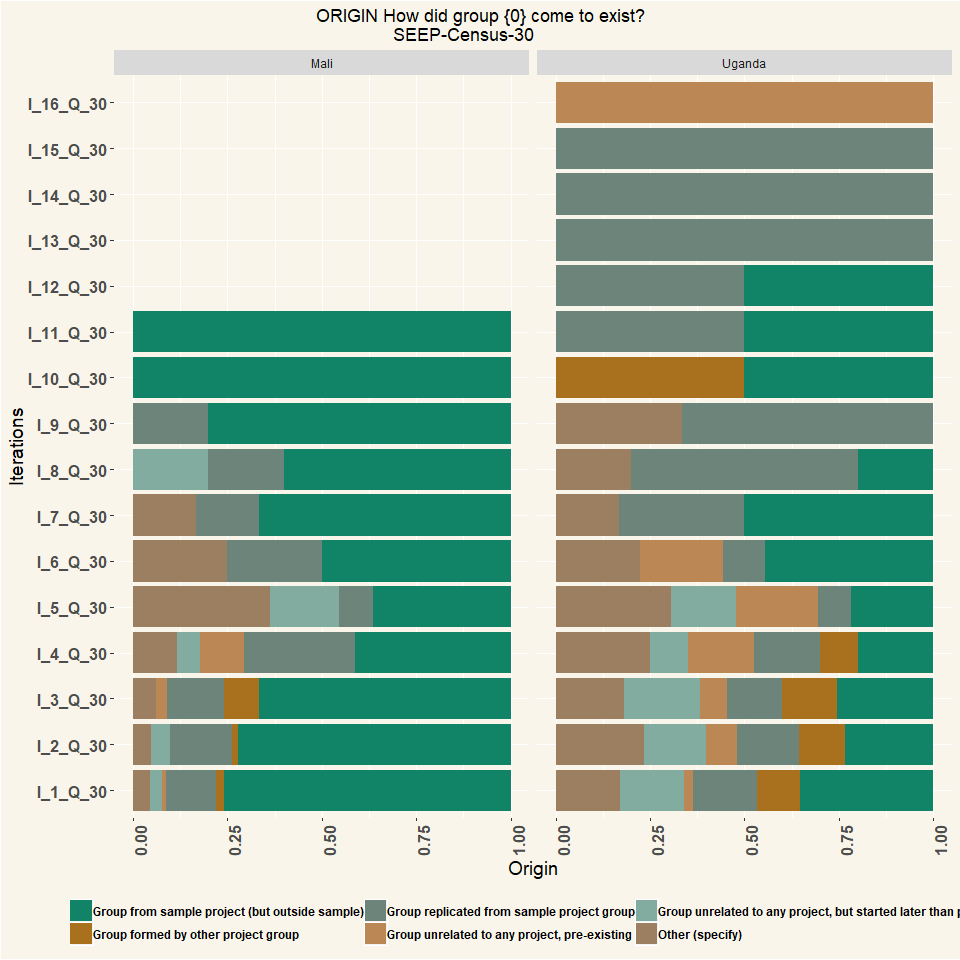 ORIGIN How did group {0} come to exist?
SEEP-Census-30
Mali
Uganda
I_16_Q_30
I_15_Q_30
I_14_Q_30
I_13_Q_30
I_12_Q_30
I_11_Q_30
I_10_Q_30
I_9_Q_30
I_8_Q_30
I_7_Q_30
I_6_Q_30
I_5_Q_30
I_4_Q_30
I_3_Q_30
I_2_Q_30
I_1_Q_30
Iterations
0.00 0.25 0.50 0.75 1.00
0.00 0.25 0.50 0.75 1.00
Origin
Group from sample project (but outside sample)
Group replicated from sample project group
Group unrelated to any project, but started later than p
Group formed by other project group
Group unrelated to any project, pre-existing
Other (specify)